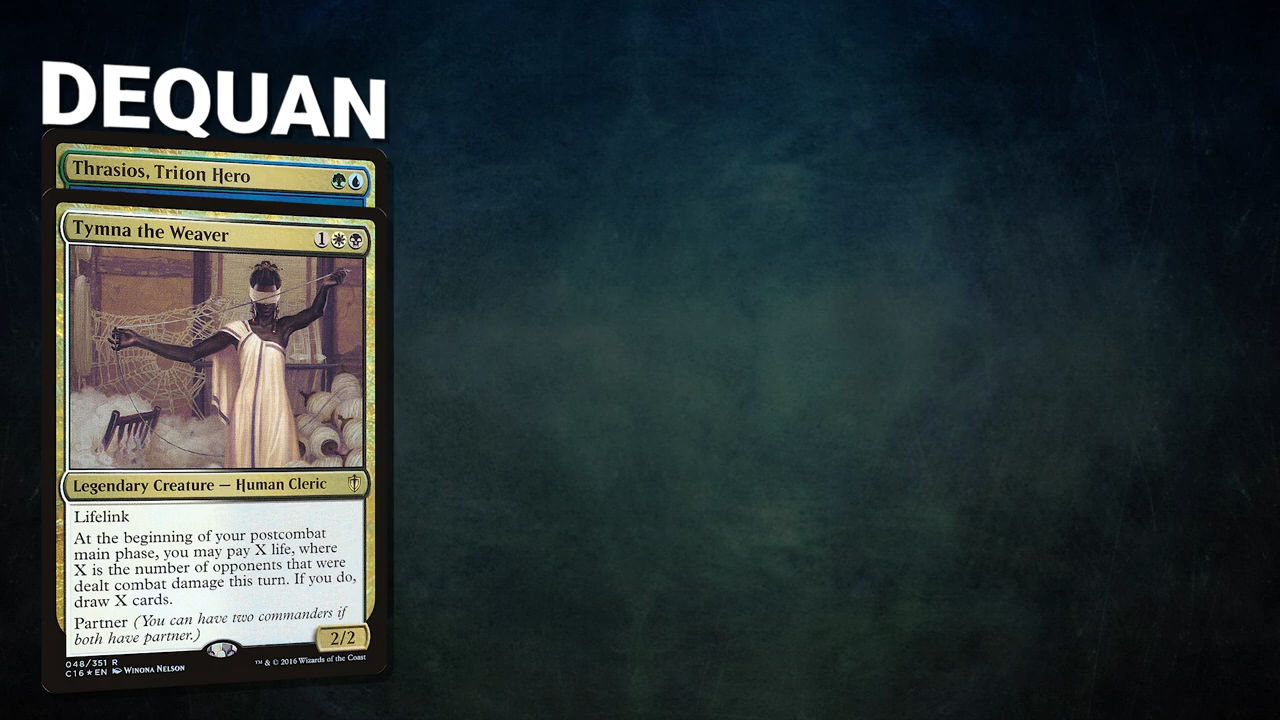 DEQUAN
Thrasios, Triton Hero
Tymna the Weaver 1
Legendary Creature — Human Cleric
Lifelink
At the beginning of your postcombat
main phase, you may pay X life, where
X is the number of opponents that were
dealt combat damage this turn. If you do,
draw X cards.
Partner (You can have two commanders if
both have partner.)
2/2
048/351 R
C16★EN Winona Nelson
™ & © 2016 Wizards of the Coast